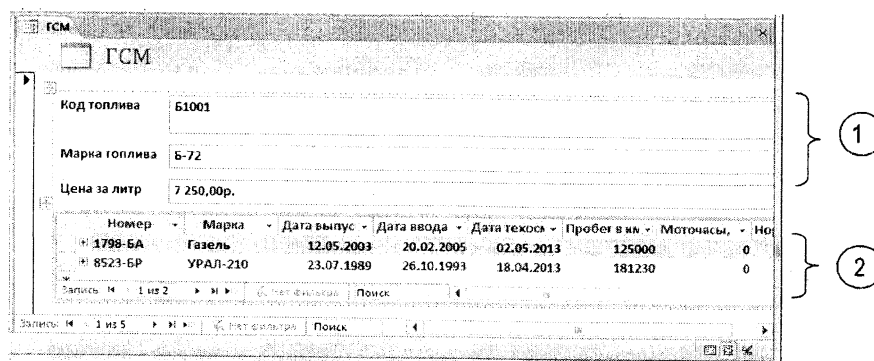 ГСМ
ГСМ
Код топлива Б1001
Марка топлива Б-72
Цена за литр 7 250,00р.
Номер Марка Дата выпус Дата ввода Дата техосм Пробег в км Моточасы, Но
1798-БА Газель 12.05.2003 20.02.2005 02.05.2013 125000 0
8523-БР УРАЛ-210 23.07.1989 26.10.1993 18.04.2013 181230 0
Запись: 1 из 2 Нет фильтра Поиск
Запись: 1 из 5 Нет фильтра Поиск
1
2